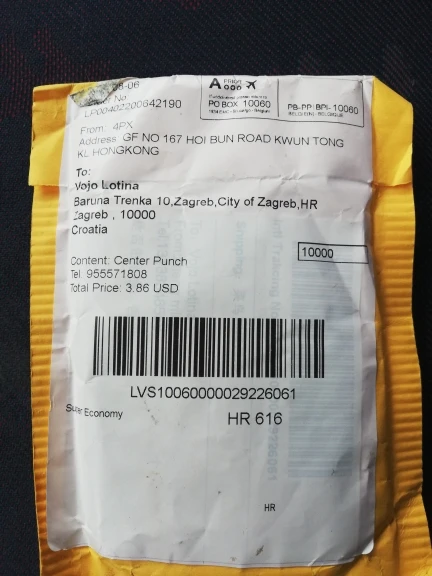 08-06
No
LP00402200642190
A PRIOR
PO BOX 10060
PB-PP|BPI- 10060
BELGIE(N) - BELGIQUE
From: 4PX
Address: GF NO 167 HOI BUN ROAD KWUN TONG
KL HONGKONG
To:
Vojo Lotina
Baruna Trenka 10,Zagreb,City of Zagreb,HR
Zagreb , 10000
Croatia
10000
Content: Center Punch
Tel: 955571808
Total Price: 3.86 USD
LVS10060000029226061
Super Economy
HR 616
HR